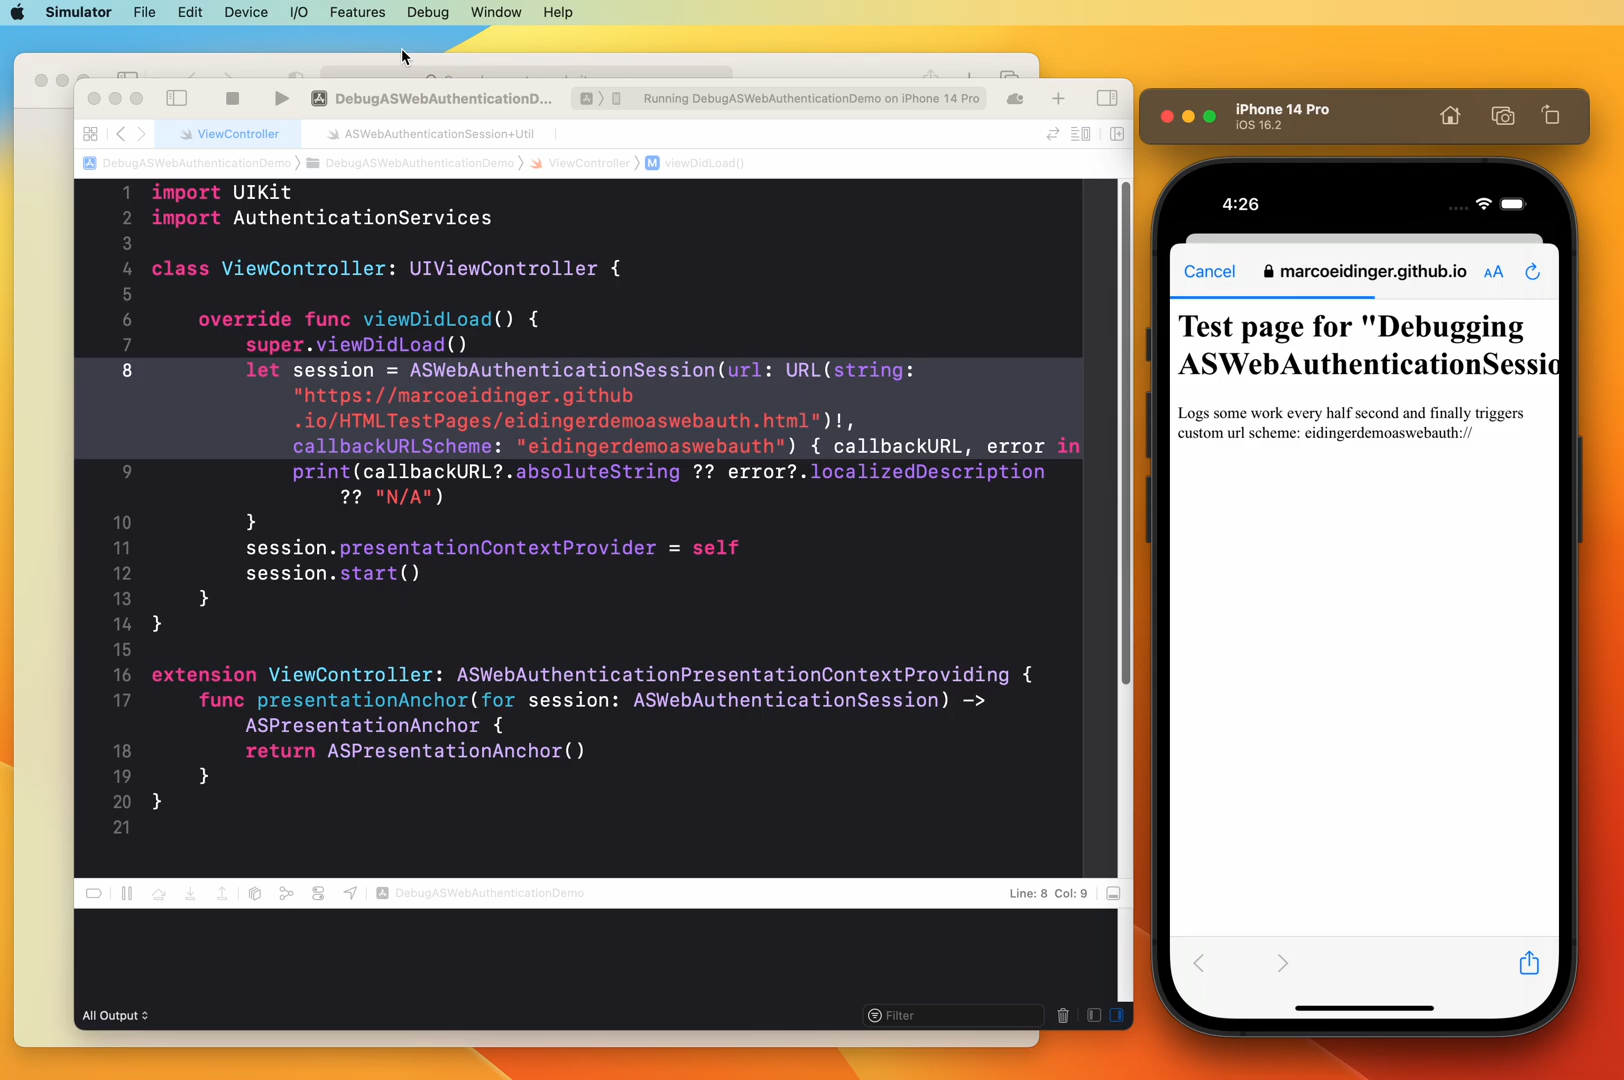 Simulator File Edit Device I/O Features Debug Window Help
DebugASWebAuthenticationD... Running DebugASWebAuthenticationDemo on iPhone 14 Pro
ViewController ASWebAuthenticationSession+Util
DebugASWebAuthenticationDemo DebugASWebAuthenticationDemo ViewController M viewDidLoad()
1 import UIKit
2 import AuthenticationServices
3
4 class ViewController: UIViewController {
5
6 override func viewDidLoad() {
7 super.viewDidLoad()
8 let session = ASWebAuthenticationSession(url: URL(string:
"https://marcoeidinger.github
.io/HTMLTestPages/eidingerdemoaswebauth.html")!,
callbackURLScheme: "eidingerdemoaswebauth") { callbackURL, error in
9 print(callbackURL?.absoluteString ?? error?.localizedDescription
?? "N/A")
10 }
11 session.presentationContextProvider = self
12 session.start()
13 }
14 }
15
16 extension ViewController: ASWebAuthenticationPresentationContextProviding {
17 func presentationAnchor(for session: ASWebAuthenticationSession) ->
ASPresentationAnchor {
18 return ASPresentationAnchor()
19 }
20 }
21
DebugASWebAuthenticationDemo Line: 8 Col: 9
All Output Filter
iPhone 14 Pro
iOS 16.2
4:26
Cancel marcoeidinger.github.io AA
Test page for "Debugging
ASWebAuthenticationSessio
Logs some work every half second and finally triggers
custom url scheme: eidingerdemoaswebauth://